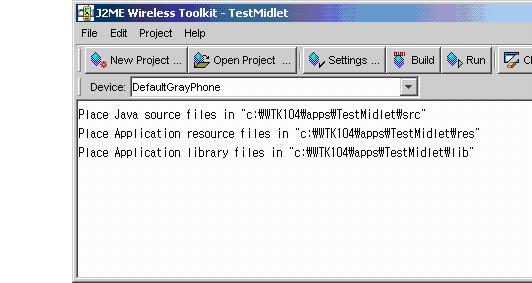 J2ME Wireless Toolkit - TestMidlet
File Edit Project Help
New Project ... Open Project ... Settings ... Build Run
Device: DefaultGrayPhone
Place Java source files in "c:₩WTK104₩apps₩TestMidlet₩src"
Place Application resource files in "c:₩WTK104₩apps₩TestMidlet₩res"
Place Application library files in "c:₩WTK104₩apps₩TestMidlet₩lib"